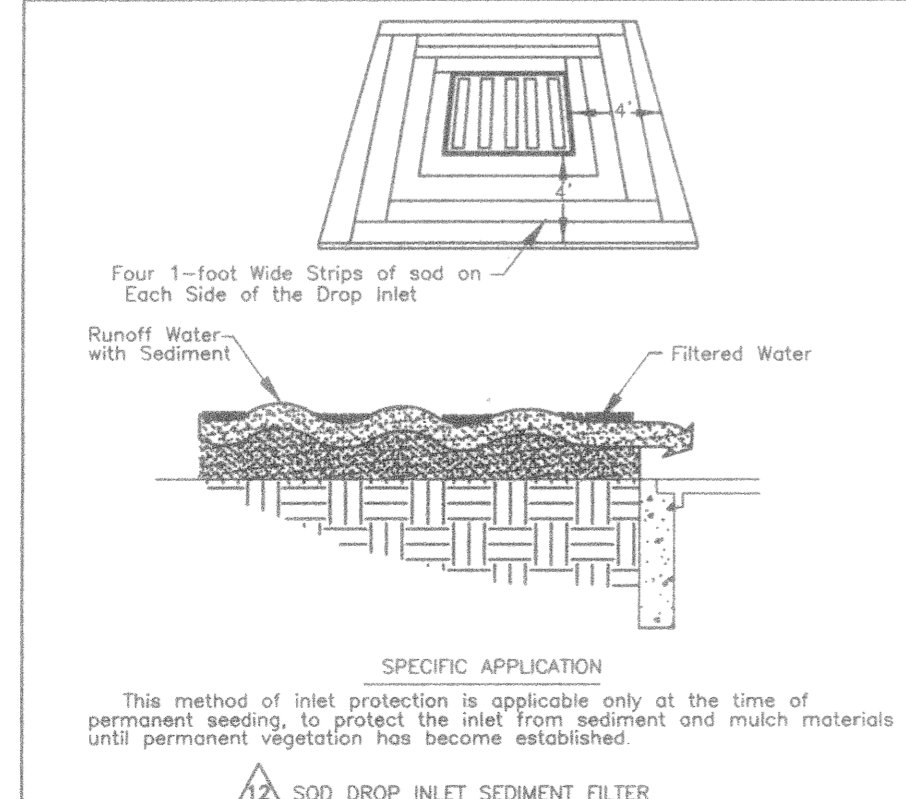 4'
4'
Four 1-foot Wide Strips of sod on
Each Side of the Drop Inlet
Runoff Water
with Sediment
Filtered Water
SPECIFIC APPLICATION
This method of inlet protection is applicable only at the time of
permanent seeding, to protect the inlet from sediment and mulch materials
until permanent vegetation has become established.
12 SOD DROP INLET SEDIMENT FILTER